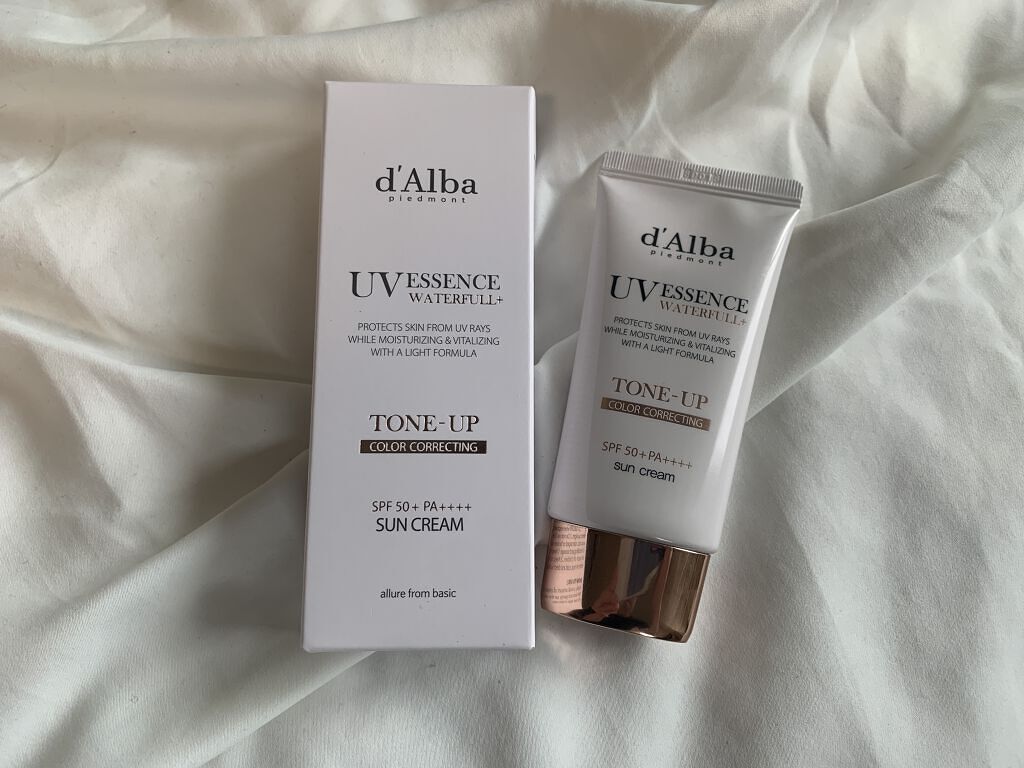 d'Alba
piedmont
UV ESSENCE
WATERFULL+
PROTECTS SKIN FROM UV RAYS
WHILE MOISTURIZING & VITALIZING
WITH A LIGHT FORMULA
TONE-UP
COLOR CORRECTING
SPF 50+ PA++++
SUN CREAM
allure from basic
d'Alba
piedmont
UV ESSENCE
WATERFULL+
PROTECTS SKIN FROM UV RAYS
WHILE MOISTURIZING & VITALIZING
WITH A LIGHT FORMULA
TONE-UP
COLOR CORRECTING
SPF 50+ PA++++
sun cream